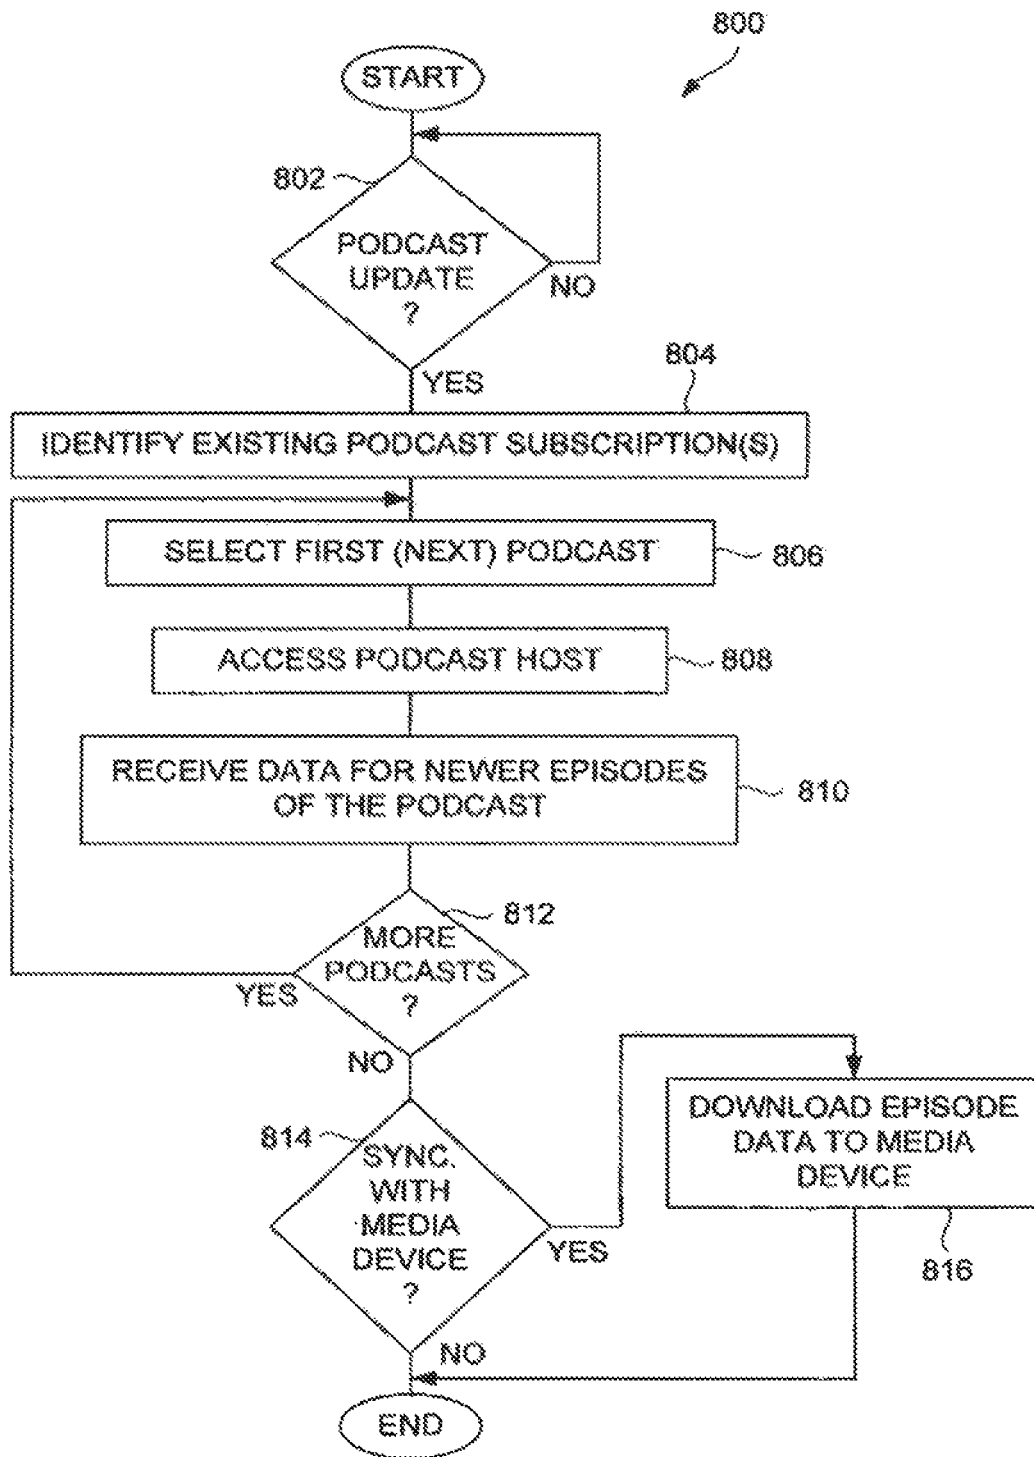 800
START
802
PODCAST
UPDATE
?
NO
YES
804
IDENTIFY EXISTING PODCAST SUBSCRIPTION(S)
SELECT FIRST (NEXT) PODCAST
806
ACCESS PODCAST HOST
808
RECEIVE DATA FOR NEWER EPISODES
OF THE PODCAST
810
812
MORE
PODCASTS
?
YES
NO
814
SYNC.
WITH
MEDIA
DEVICE
?
YES
DOWNLOAD EPISODE
DATA TO MEDIA
DEVICE
816
NO
END